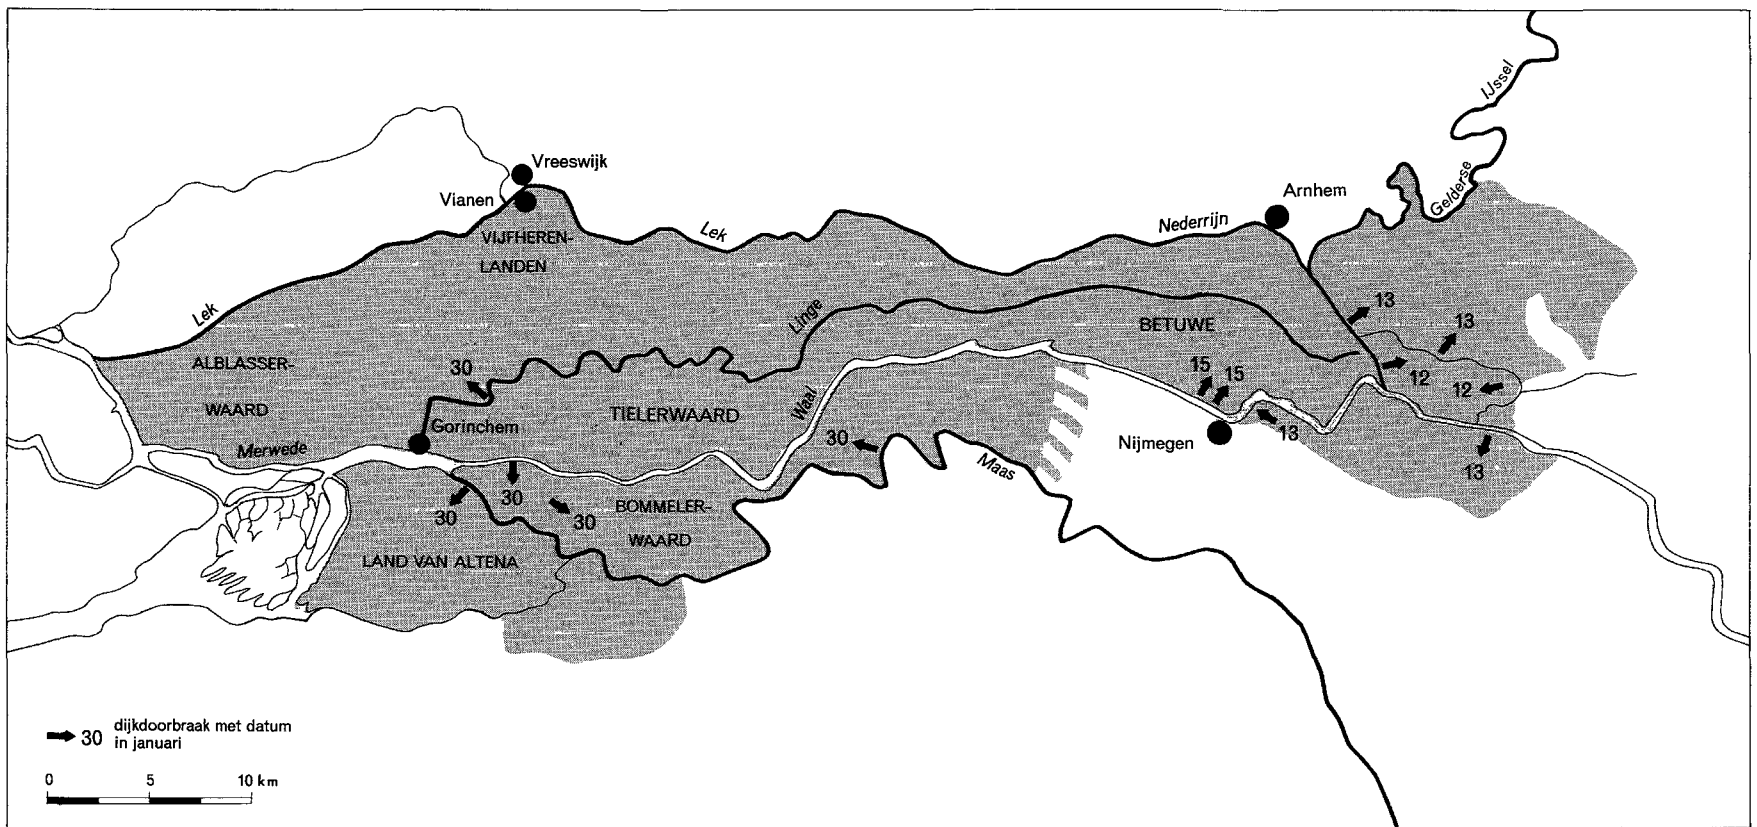 IJssel
Gelderse
Vreeswijk
Vianen
Arnhem
Nederrijn
Lek
VIJFHEREN-
LANDEN
Lek
Linge
BETUWE
13
13
12
12
15
15
13
13
ALBLASSER-
WAARD
30
TIELERWAARD
Waal
Gorinchem
Merwede
Nijmegen
30
Maas
30
30
30
BOMMELER-
WAARD
LAND VAN ALTENA
30 dijkdoorbraak met datum
in januari
0 5 10 km